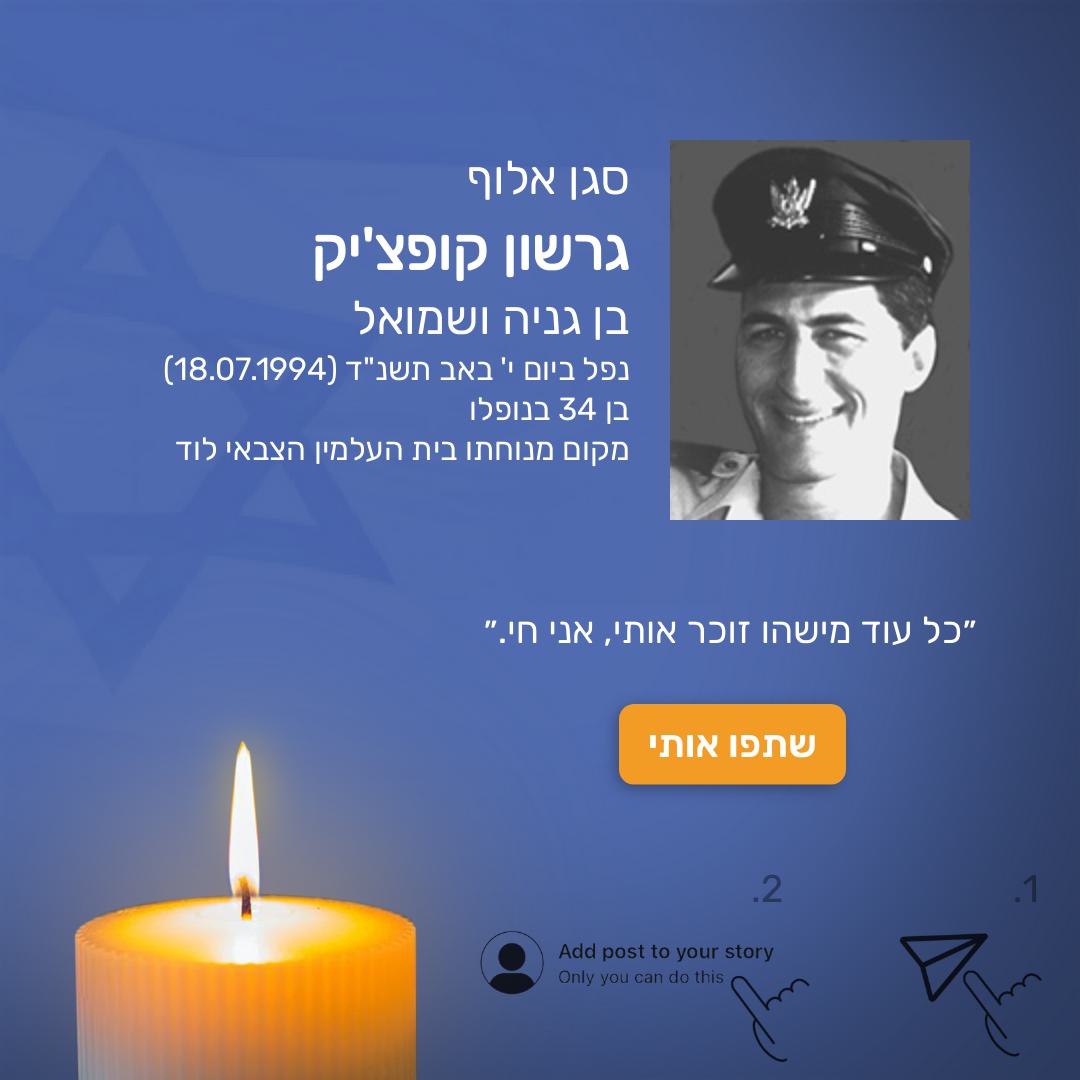 סגן אלוף
גרשון קופצ'יק
בן גניה ושמואל
נפל ביום י' באב תשנ"ד (18.07.1994)
בן 34 בנופלו
מקום מנוחתו בית העלמין הצבאי לוד
״כל עוד מישהו זוכר אותי, אני חי.״
שתפו אותי
1.
2.
Add post to your story
Only you can do this